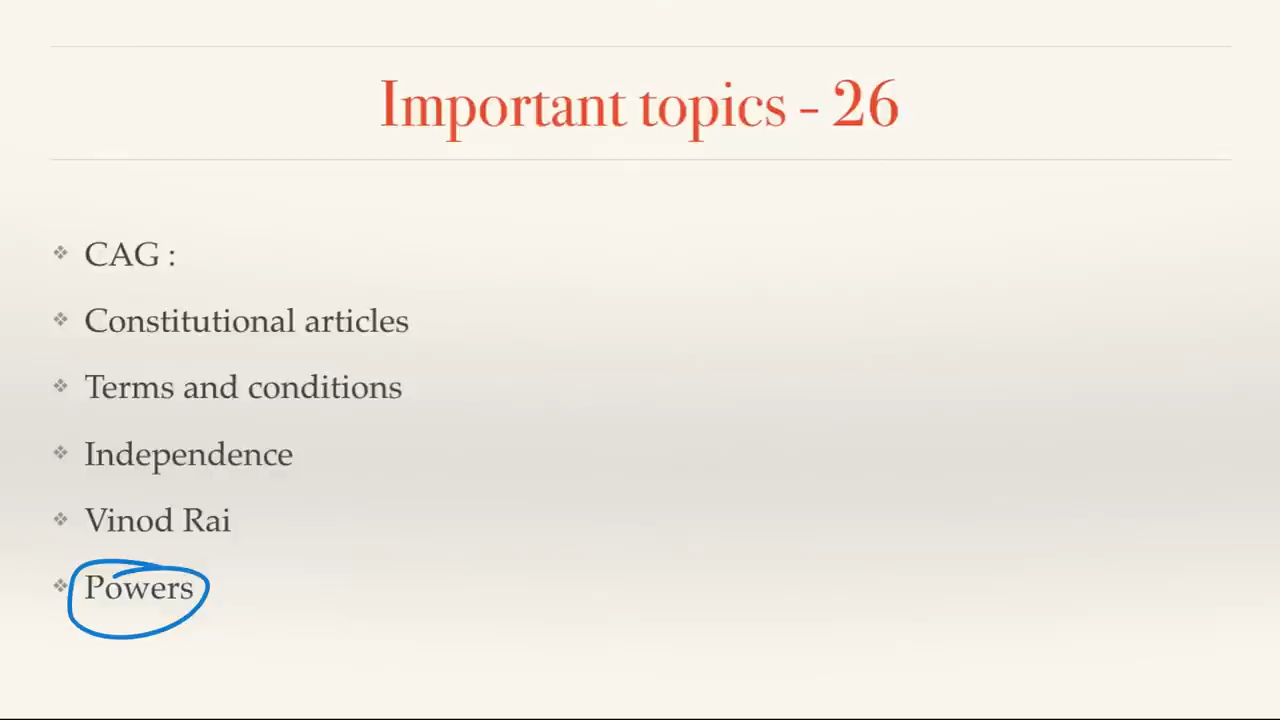 Important topics - 26
CAG :
Constitutional articles
Terms and conditions
Independence
Vinod Rai
Powers